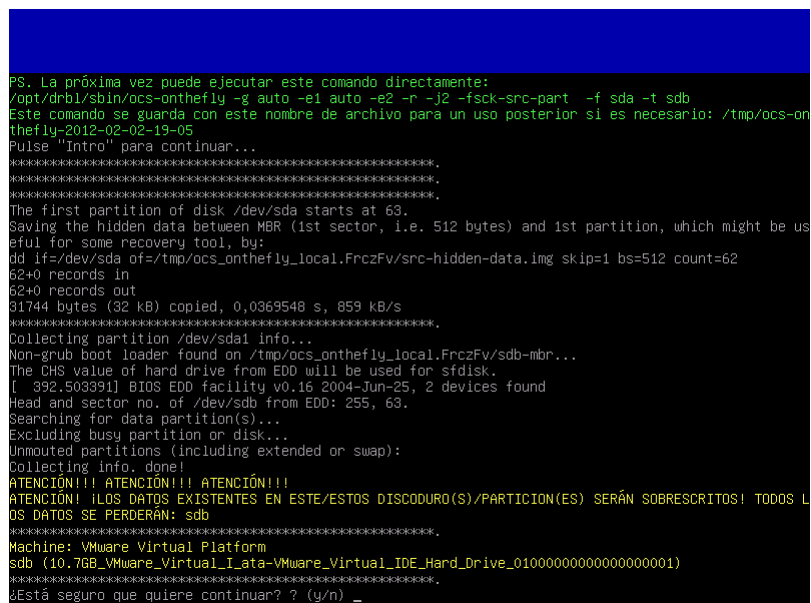 PS. La próxima vez puede ejecutar este comando directamente:
/opt/drbl/sbin/ocs-onthefly -g auto -e1 auto -e2 -r -j2 -fsck-src-part  -f sda -t sdb
Este comando se guarda con este nombre de archivo para un uso posterior si es necesario: /tmp/ocs-on
thefly-2012-02-02-19-05
Pulse "Intro" para continuar...
*****************************************************.
*****************************************************.
*****************************************************.
The first partition of disk /dev/sda starts at 63.
Saving the hidden data between MBR (1st sector, i.e. 512 bytes) and 1st partition, which might be us
eful for some recovery tool, by:
dd if=/dev/sda of=/tmp/ocs_onthefly_local.FrczFv/src-hidden-data.img skip=1 bs=512 count=62
62+0 records in
62+0 records out
31744 bytes (32 kB) copied, 0,0369548 s, 859 kB/s
*****************************************************.
Collecting partition /dev/sda1 info...
Non-grub boot loader found on /tmp/ocs_onthefly_local.FrczFv/sdb-mbr...
The CHS value of hard drive from EDD will be used for sfdisk.
[  392.503391] BIOS EDD facility v0.16 2004-Jun-25, 2 devices found
Head and sector no. of /dev/sdb from EDD: 255, 63.
Searching for data partition(s)...
Excluding busy partition or disk...
Unmouted partitions (including extended or swap):
Collecting info. done!
ATENCIÓN!!! ATENCIÓN!!! ATENCIÓN!!!
ATENCIÓN! ¡LOS DATOS EXISTENTES EN ESTE/ESTOS DISCODURO(S)/PARTICION(ES) SERÁN SOBRESCRITOS! TODOS L
OS DATOS SE PERDERÁN: sdb
*****************************************************.
Machine: VMware Virtual Platform
sdb (10.7GB_VMware_Virtual_I_ata-VMware_Virtual_IDE_Hard_Drive_01000000000000000001)
*****************************************************.
¿Está seguro que quiere continuar? ? (y/n) _